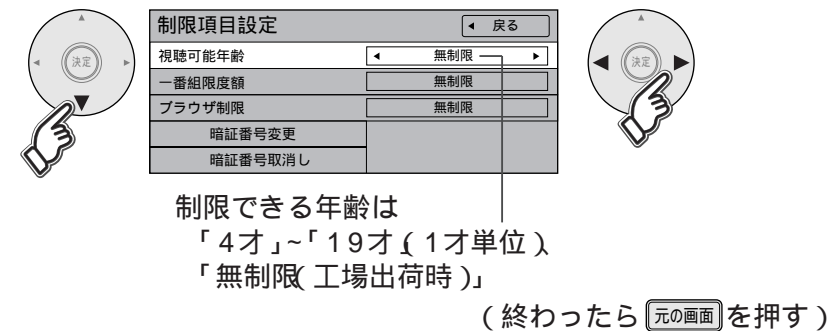 決定
制限項目設定
◀ 戻る
視聴可能年齢 ◀ 無制限 ▶
一番組限度額 無制限
ブラウザ制限 無制限
暗証番号変更
暗証番号取消し
決定
制限できる年齢は
「4才」~「19才(1才単位)、
「無制限(工場出荷時)」
(終わったら 元の画面 を押す)